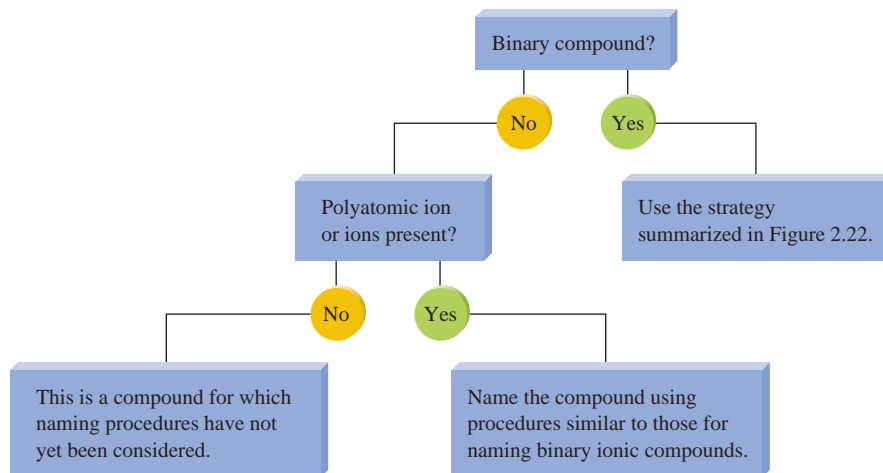 Binary compound?
No
Yes
Polyatomic ion
or ions present?
Use the strategy
summarized in Figure 2.22.
No
Yes
This is a compound for which
naming procedures have not
yet been considered.
Name the compound using
procedures similar to those for
naming binary ionic compounds.